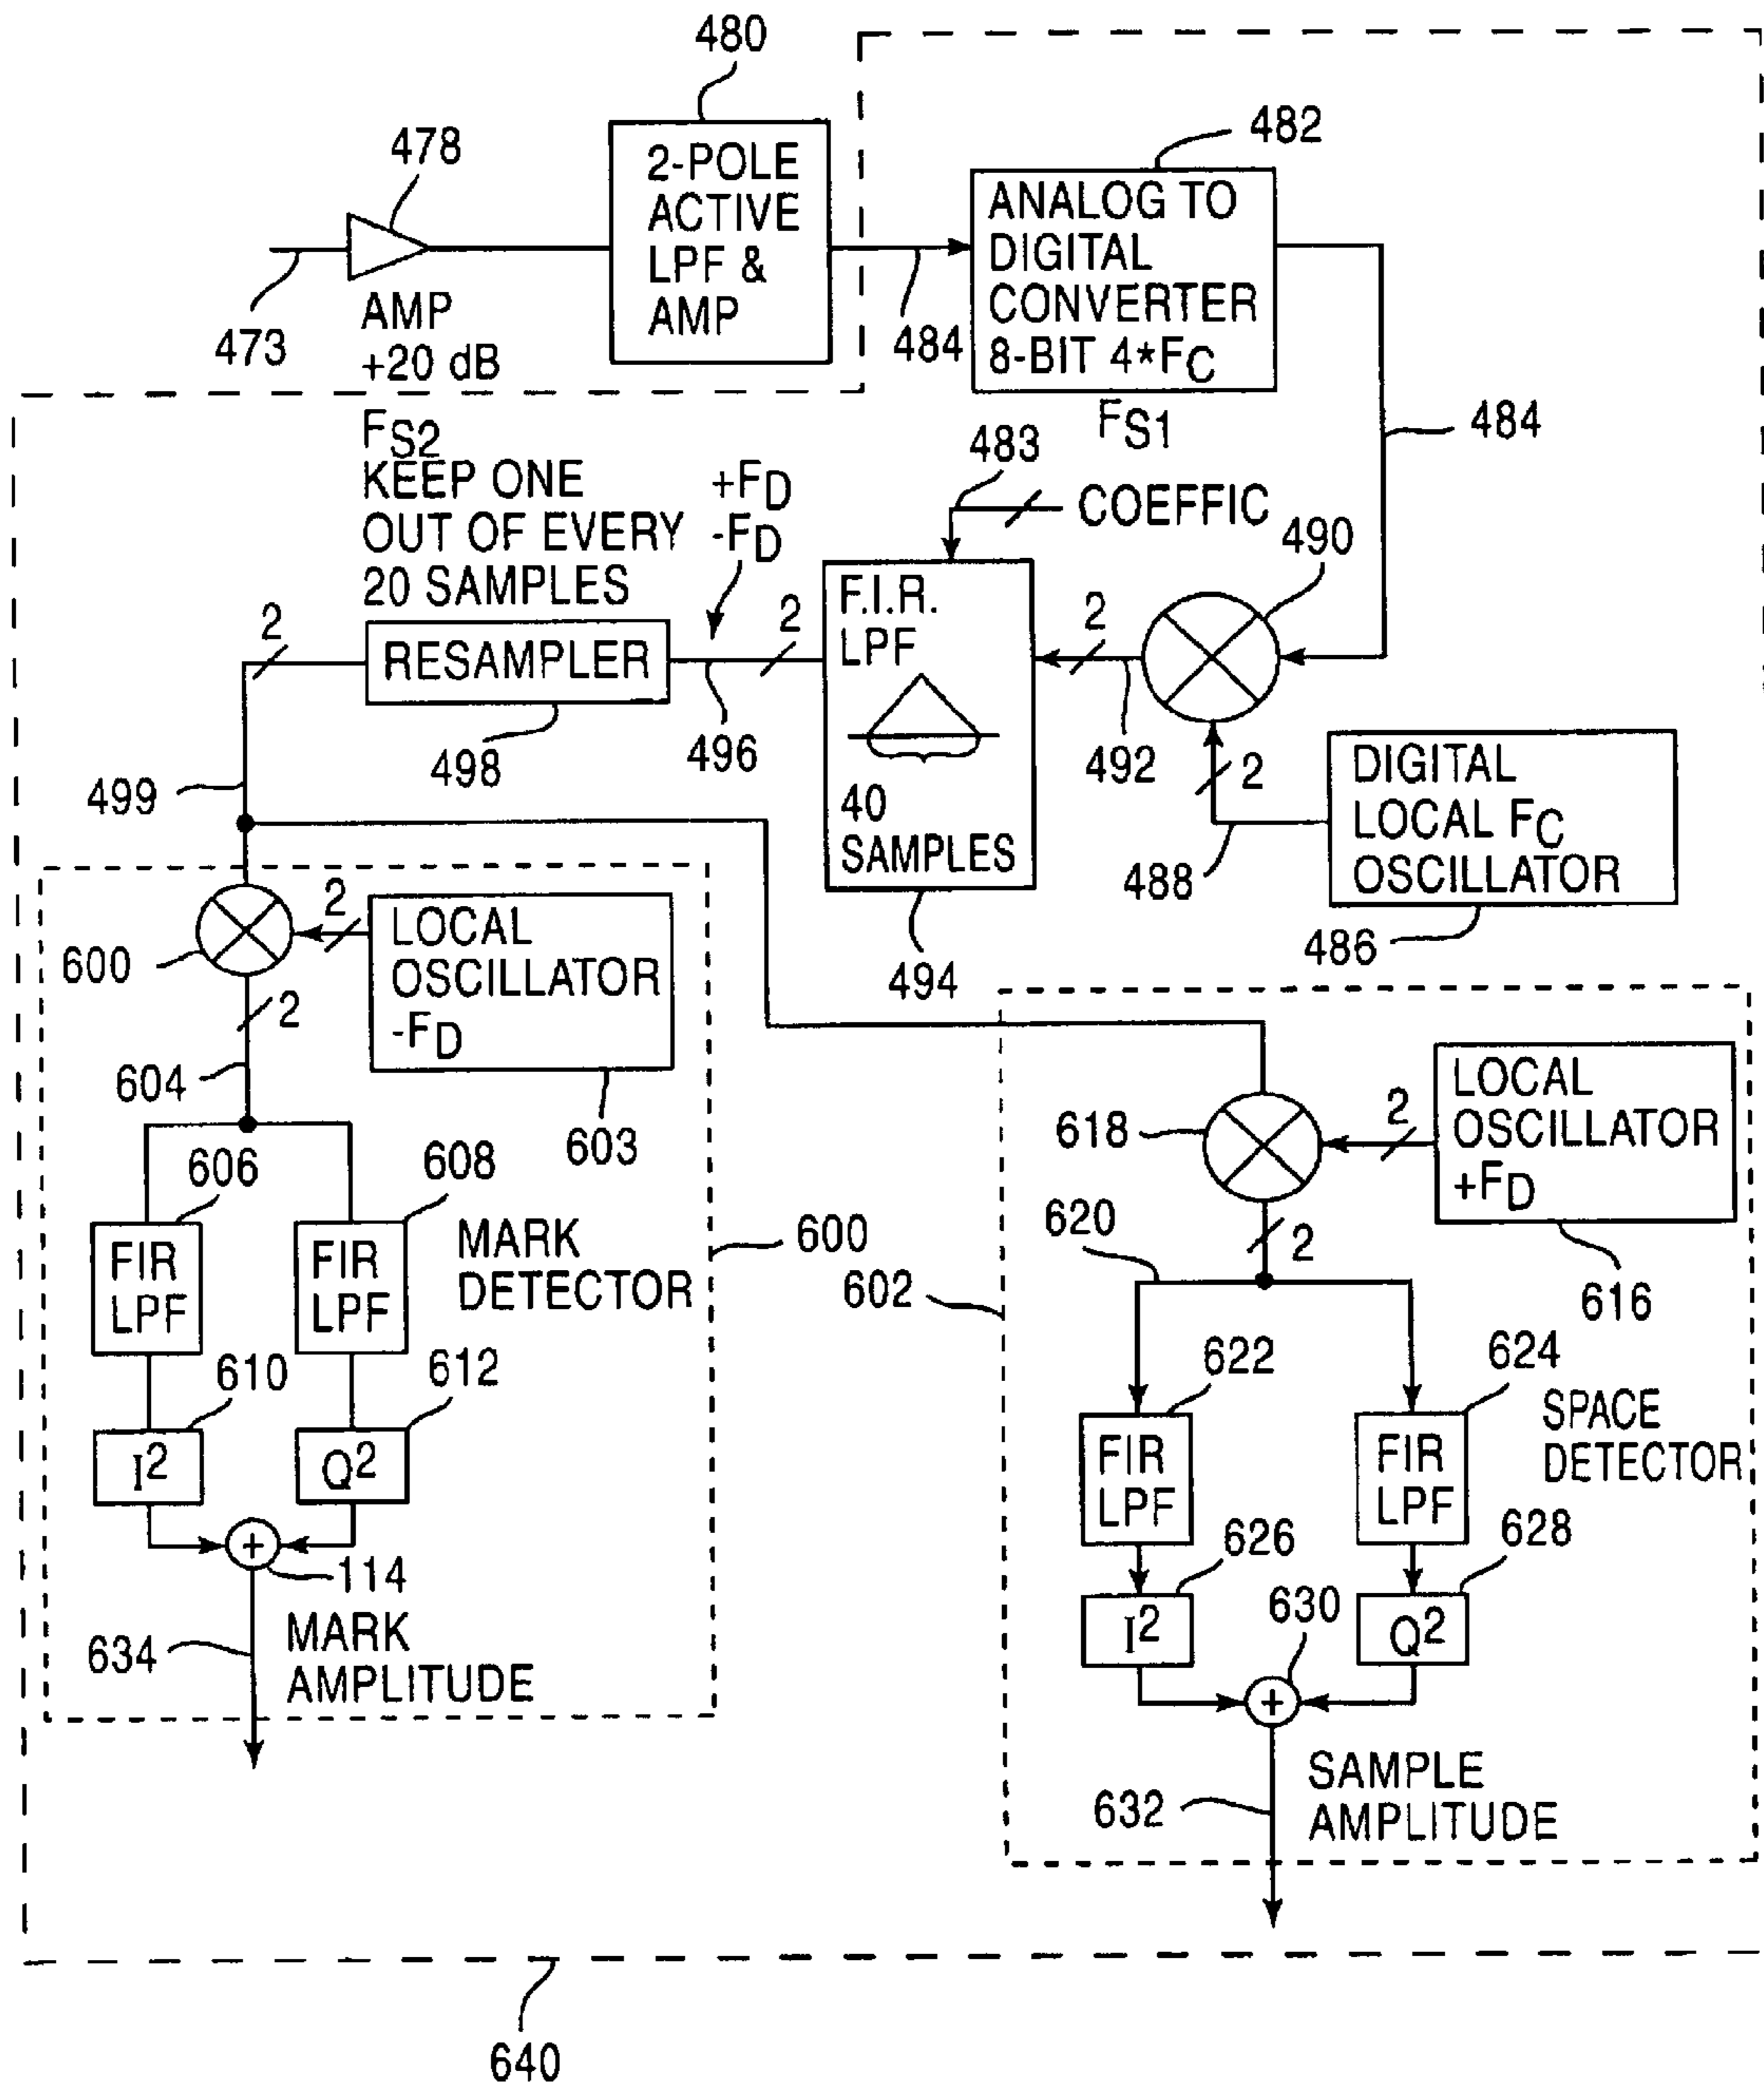 480
482
478
2-POLE
ACTIVE
LPF &
AMP
ANALOG TO
DIGITAL
CONVERTER
8-BIT 4*FC
473
AMP
+20 dB
484
FS1
484
FS2
KEEP ONE
OUT OF EVERY
20 SAMPLES
+FD
-FD
483
COEFFIC
490
2
RESAMPLER
2
F.I.R.
LPF
2
498
496
492
499
40
SAMPLES
2
488
DIGITAL
LOCAL FC
OSCILLATOR
486
494
600
2
LOCAL
OSCILLATOR
-FD
2
604
603
618
2
LOCAL
OSCILLATOR
+FD
616
606
608
FIR
LPF
FIR
LPF
MARK
DETECTOR
600
602
620
2
610
612
I2
Q2
622
624
SPACE
DETECTOR
FIR
LPF
FIR
LPF
114
626
628
I2
Q2
630
634
MARK
AMPLITUDE
632
SAMPLE
AMPLITUDE
640